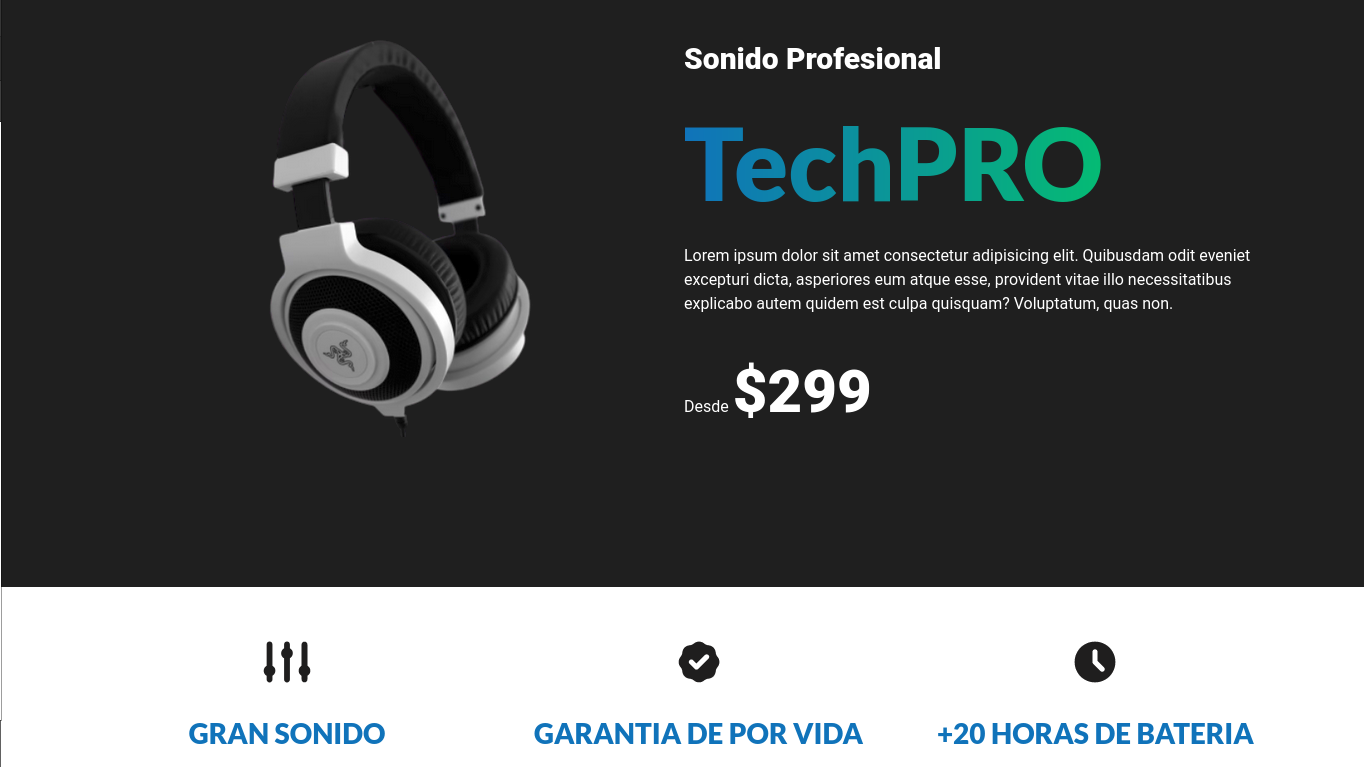 Sonido Profesional
TechPRO
Lorem ipsum dolor sit amet consectetur adipisicing elit. Quibusdam odit eveniet
excepturi dicta, asperiores eum atque esse, provident vitae illo necessitatibus
explicabo autem quidem est culpa quisquam? Voluptatum, quas non.
Desde $299
GRAN SONIDO
GARANTIA DE POR VIDA
+20 HORAS DE BATERIA